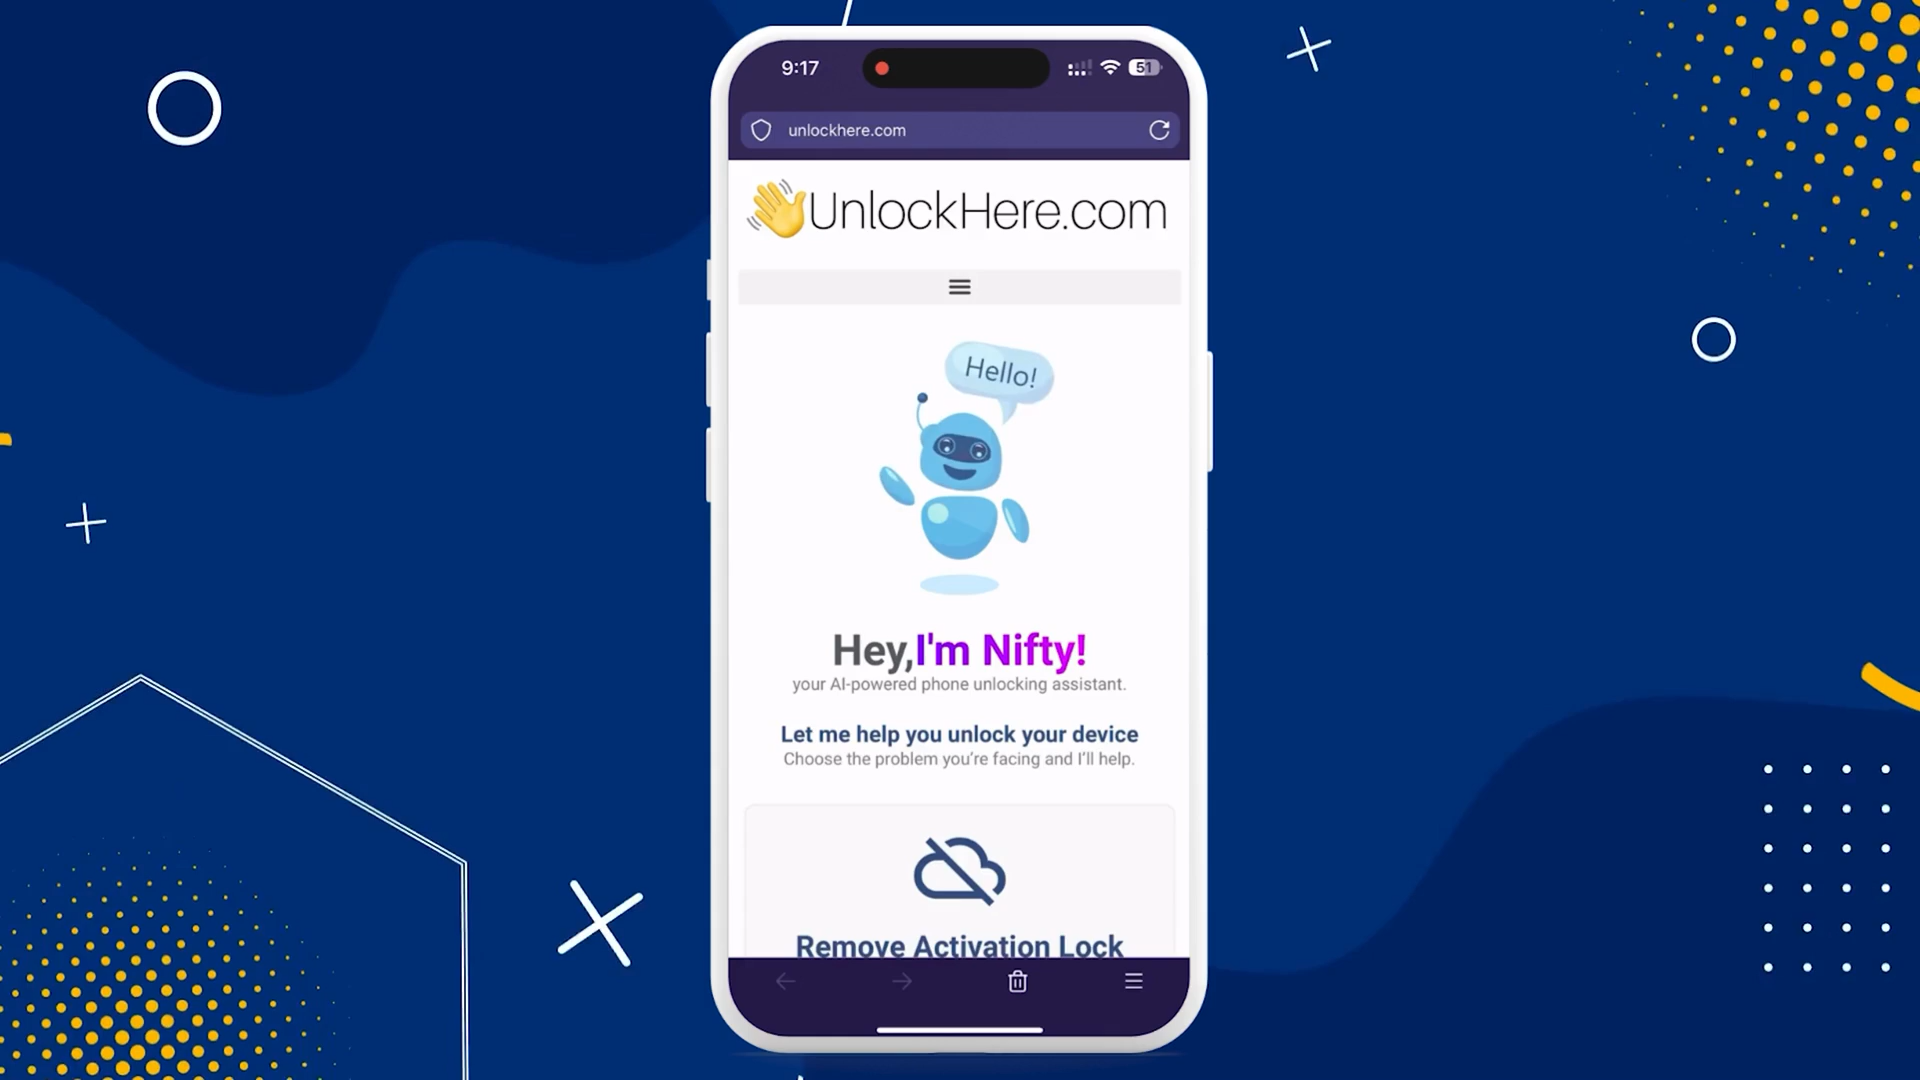 9:17
51
unlockhere.com
UnlockHere.com
Hello!
Hey,I'm Nifty!
your AI-powered phone unlocking assistant.
Let me help you unlock your device
Choose the problem you're facing and I'll help.
Remove Activation Lock